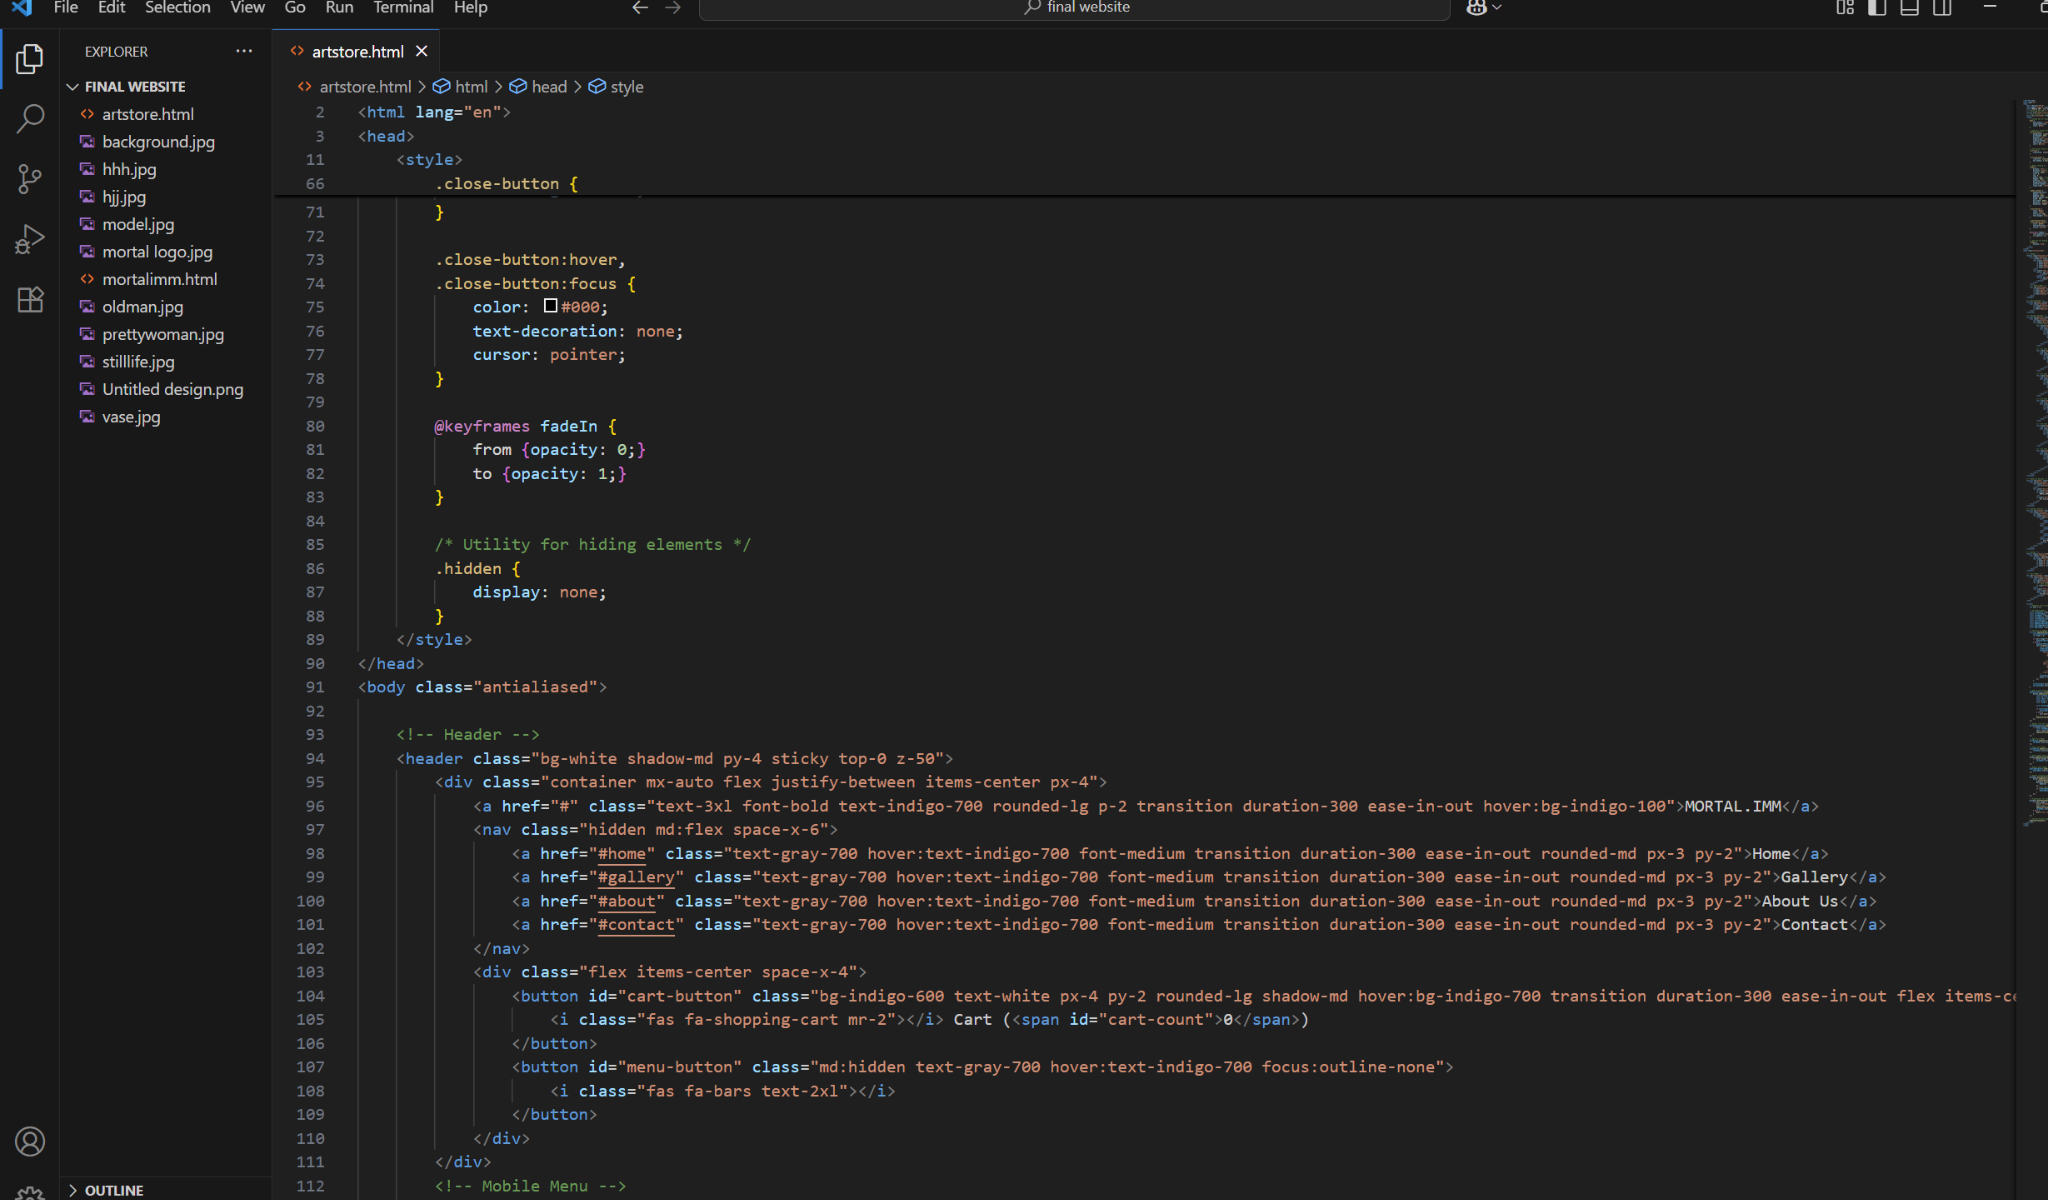 File Edit Selection View Go Run Terminal Help
final website
EXPLORER
FINAL WEBSITE
artstore.html
background.jpg
hhh.jpg
hjj.jpg
model.jpg
mortal logo.jpg
mortalimm.html
oldman.jpg
prettywoman.jpg
stilllife.jpg
Untitled design.png
vase.jpg
OUTLINE
artstore.html
artstore.html > html > head > style
2 <html lang="en">
3 <head>
11 <style>
66 .close-button {
71 }
72
73 .close-button:hover,
74 .close-button:focus {
75 color: #000;
76 text-decoration: none;
77 cursor: pointer;
78 }
79
80 @keyframes fadeIn {
81 from {opacity: 0;}
82 to {opacity: 1;}
83 }
84
85 /* Utility for hiding elements */
86 .hidden {
87 display: none;
88 }
89 </style>
90 </head>
91 <body class="antialiased">
92
93 <!-- Header -->
94 <header class="bg-white shadow-md py-4 sticky top-0 z-50">
95 <div class="container mx-auto flex justify-between items-center px-4">
96 <a href="#" class="text-3xl font-bold text-indigo-700 rounded-lg p-2 transition duration-300 ease-in-out hover:bg-indigo-100">MORTAL.IMM</a>
97 <nav class="hidden md:flex space-x-6">
98 <a href="#home" class="text-gray-700 hover:text-indigo-700 font-medium transition duration-300 ease-in-out rounded-md px-3 py-2">Home</a>
99 <a href="#gallery" class="text-gray-700 hover:text-indigo-700 font-medium transition duration-300 ease-in-out rounded-md px-3 py-2">Gallery</a>
100 <a href="#about" class="text-gray-700 hover:text-indigo-700 font-medium transition duration-300 ease-in-out rounded-md px-3 py-2">About Us</a>
101 <a href="#contact" class="text-gray-700 hover:text-indigo-700 font-medium transition duration-300 ease-in-out rounded-md px-3 py-2">Contact</a>
102 </nav>
103 <div class="flex items-center space-x-4">
104 <button id="cart-button" class="bg-indigo-600 text-white px-4 py-2 rounded-lg shadow-md hover:bg-indigo-700 transition duration-300 ease-in-out flex items-c
105 <i class="fas fa-shopping-cart mr-2"></i> Cart (<span id="cart-count">0</span>)
106 </button>
107 <button id="menu-button" class="md:hidden text-gray-700 hover:text-indigo-700 focus:outline-none">
108 <i class="fas fa-bars text-2xl"></i>
109 </button>
110 </div>
111 </div>
112 <!-- Mobile Menu -->